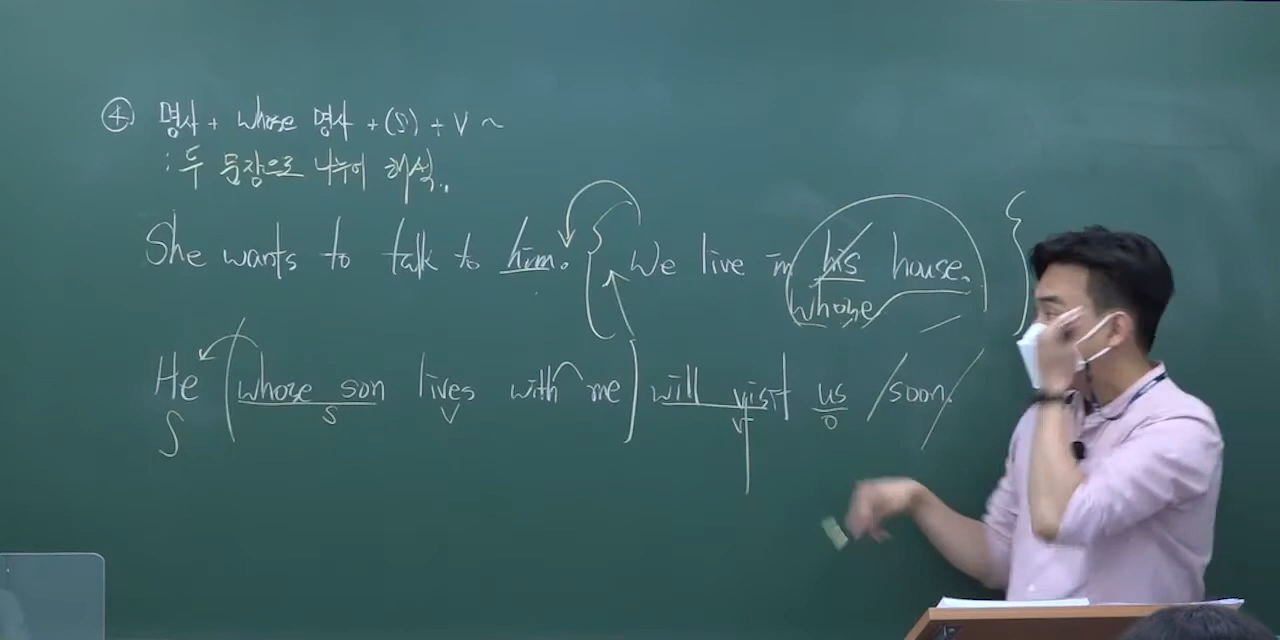 ④ 명사 + whose 명사 + (S) + V ~
: 두 문장으로 나누어 해석.
She wants to talk to him. { We live in his house. }
whose
He (whose son lives with me) will visit us / soon /
S S V V O